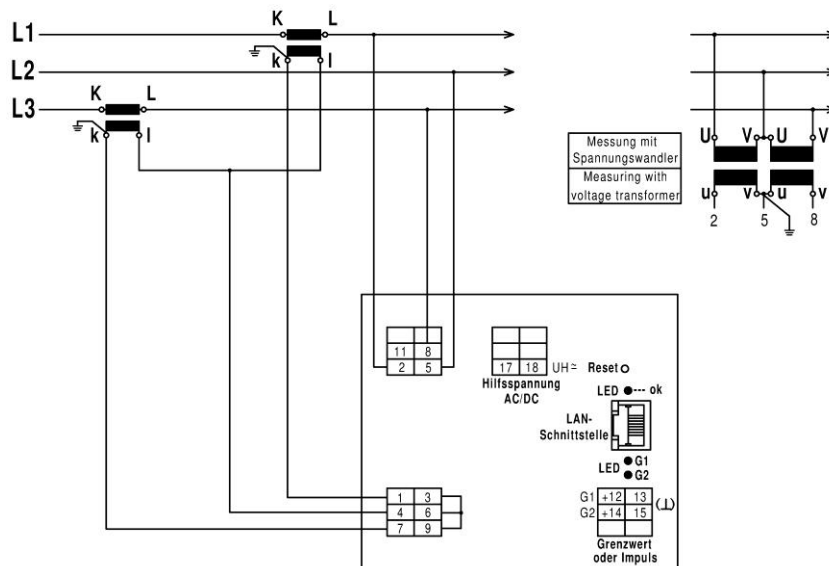 K L
L1
k l
L2
K L
L3
k l
U V U V
u v u v
2 5 8
Messung mit
Spannungswandler
Measuring with
voltage transformer
11 8
2 5
17 18 UH≃
Hilfsspannung
AC/DC
Reset
LED --- ok
LAN-
Schnittstelle
LED G1
G2
1 3
4 6
7 9
G1 +12 13 (⊥)
G2 +14 15
Grenzwert
oder Impuls